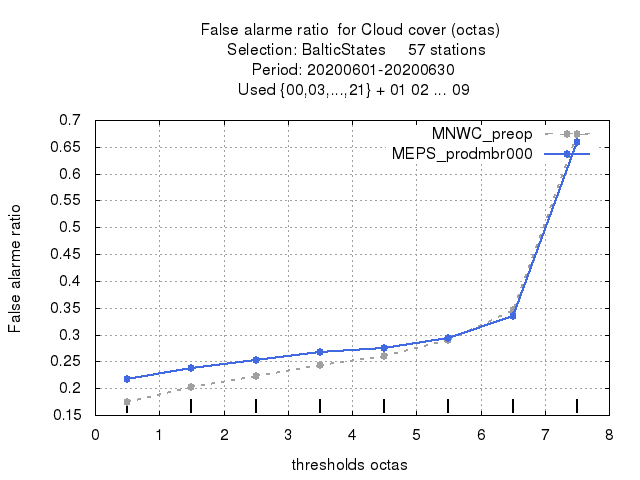 False alarme ratio  for Cloud cover (octas)
Selection: BalticStates     57 stations
Period: 20200601-20200630
Used {00,03,...,21} + 01 02 ... 09
MNWC_preop
MEPS_prodmbr000
False alarme ratio
0.7
0.65
0.6
0.55
0.5
0.45
0.4
0.35
0.3
0.25
0.2
0.15
0 1 2 3 4 5 6 7 8
thresholds octas